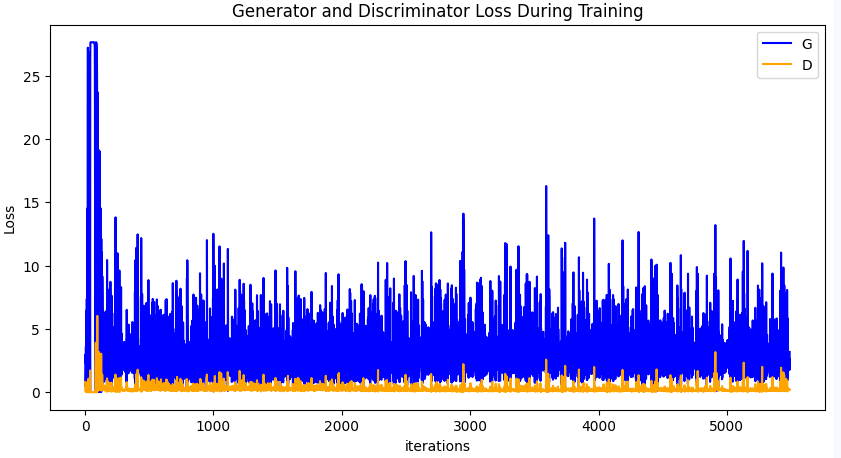 Generator and Discriminator Loss During Training
G
D
25
20
15
10
5
0
Loss
0 1000 2000 3000 4000 5000
iterations